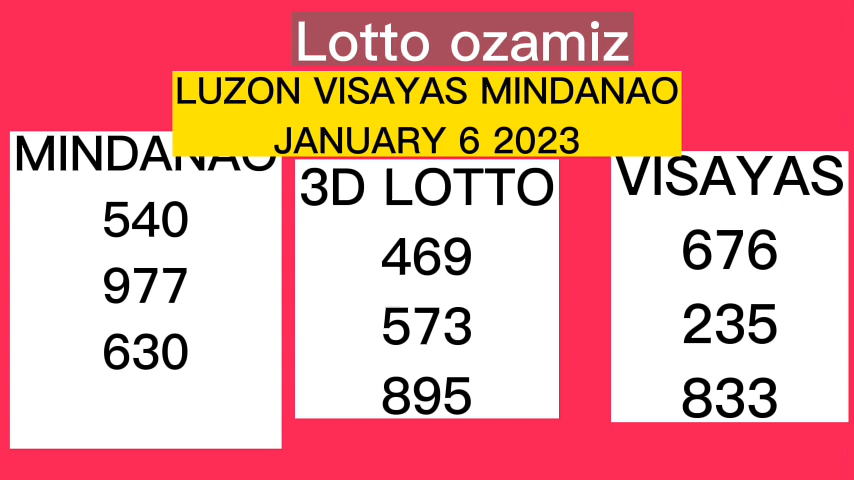 Lotto ozamiz
LUZON VISAYAS MINDANAO
JANUARY 6 2023
MINDANAO
540
977
630
3D LOTTO
469
573
895
VISAYAS
676
235
833